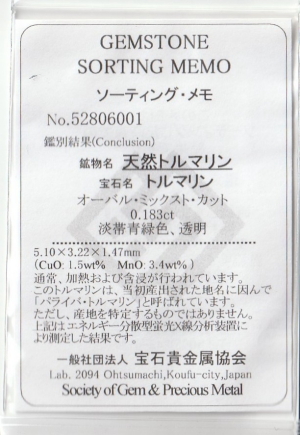 GEMSTONE
SORTING MEMO
ソーティング・メモ
No.52806001
鑑別結果(Conclusion)
鉱物名 天然トルマリン
宝石名 トルマリン
オーバル・ミックスト・カット
0.183ct
淡帯青緑色、透明
5.10×3.22×1.47mm
(CuO: 1.5wt% MnO: 3.4wt% )
通常、加熱および含浸が行われています。
このトルマリンは、当初産出された地名に因んで
「パライバ・トルマリン」と呼ばれています。
ただし、産地を特定するものではありません。
上記はエネルギー分散型蛍光X線分析装置に
より測定した結果です。
一般社団法人 宝石貴金属協会
Lab. 2094 Ohtsumachi,Koufu-city,Japan
Society of Gem & Precious Metal